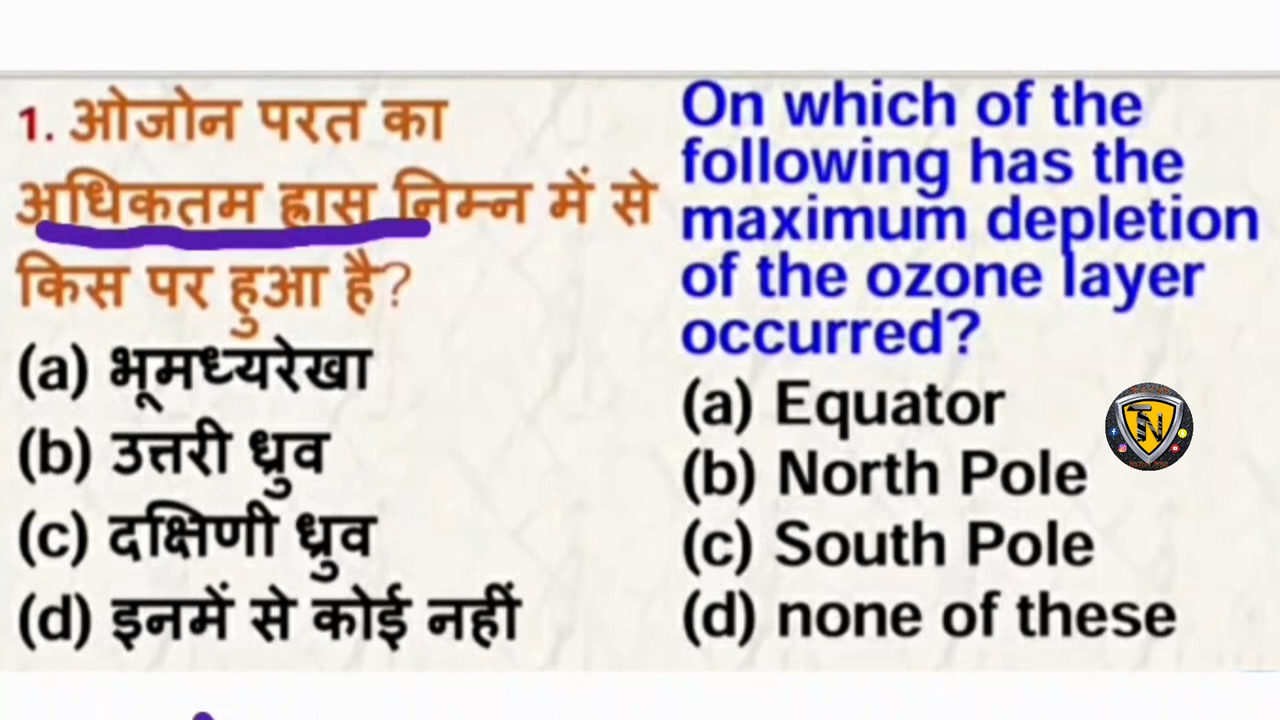 1. ओजोन परत का
अधिकतम ह्रास निम्न में से
किस पर हुआ है?
(a) भूमध्यरेखा
(b) उत्तरी ध्रुव
(c) दक्षिणी ध्रुव
(d) इनमें से कोई नहीं
On which of the
following has the
maximum depletion
of the ozone layer
occurred?
(a) Equator
(b) North Pole
(c) South Pole
(d) none of these
TN